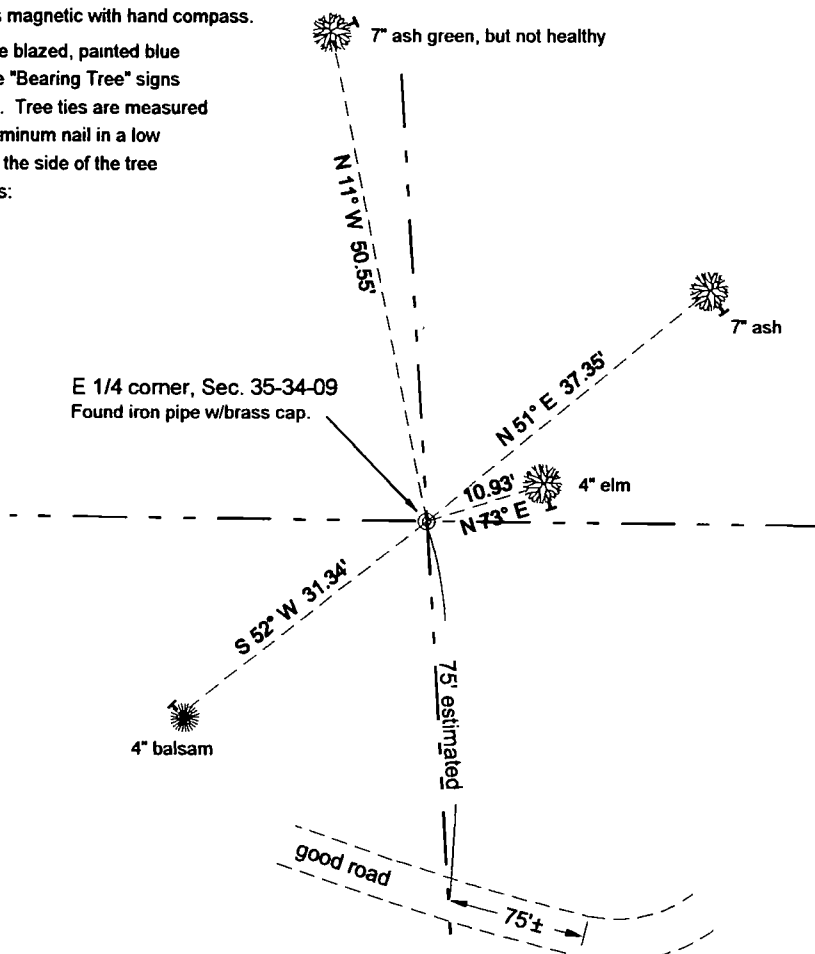 s magnetic with hand compass.
e blazed, painted blue
e "Bearing Tree" signs
. Tree ties are measured
minum nail in a low
the side of the tree
s:
7" ash green, but not healthy
N 11° W 50.55'
7" ash
N 51° E 37.35'
E 1/4 corner, Sec. 35-34-09
Found iron pipe w/brass cap.
10.93'
N 73° E
4" elm
S 52° W 31.34'
4" balsam
75' estimated
good road
75'±